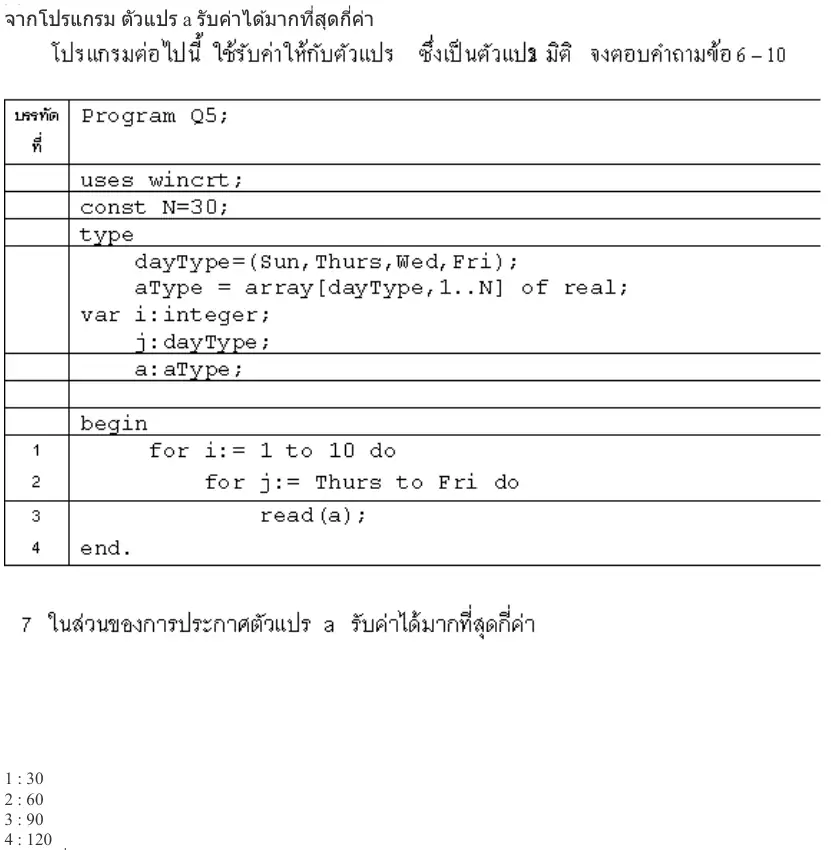 จากโปรแกรม ตัวแปร a รับค่าได้มากที่สุดกี่ค่า
โปรแกรมต่อไปนี้ ใช้รับค่าให้กับตัวแปร ซึ่งเป็นตัวแปร มิติ จงตอบคำถามข้อ 6 – 10
บรรทัดที่ Program Q5;
uses wincrt;
const N=30;
type
dayType=(Sun,Thurs,Wed,Fri);
aType = array[dayType,1..N] of real;
var i:integer;
j:dayType;
a:aType;
begin
1 for i:= 1 to 10 do
2 for j:= Thurs to Fri do
3 read(a);
4 end.
7 ในส่วนของการประกาศตัวแปร a รับค่าได้มากที่สุดกี่ค่า
1 : 30
2 : 60
3 : 90
4 : 120